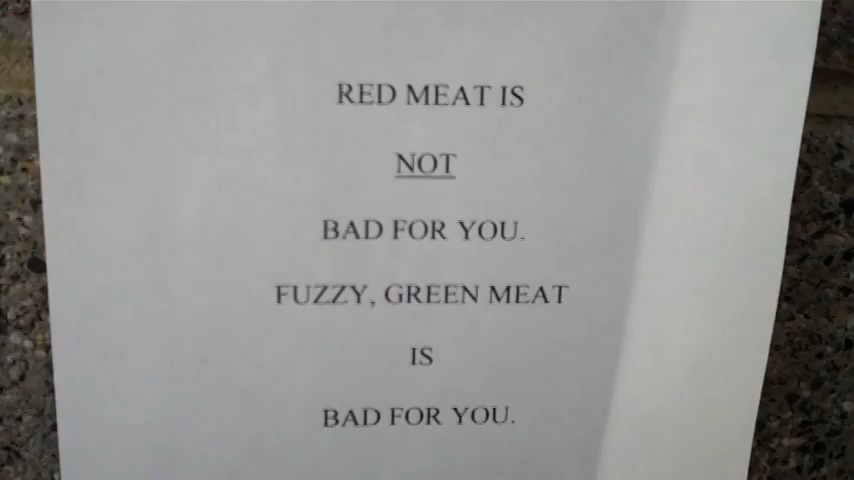 RED MEAT IS
NOT
BAD FOR YOU.
FUZZY, GREEN MEAT
IS
BAD FOR YOU.